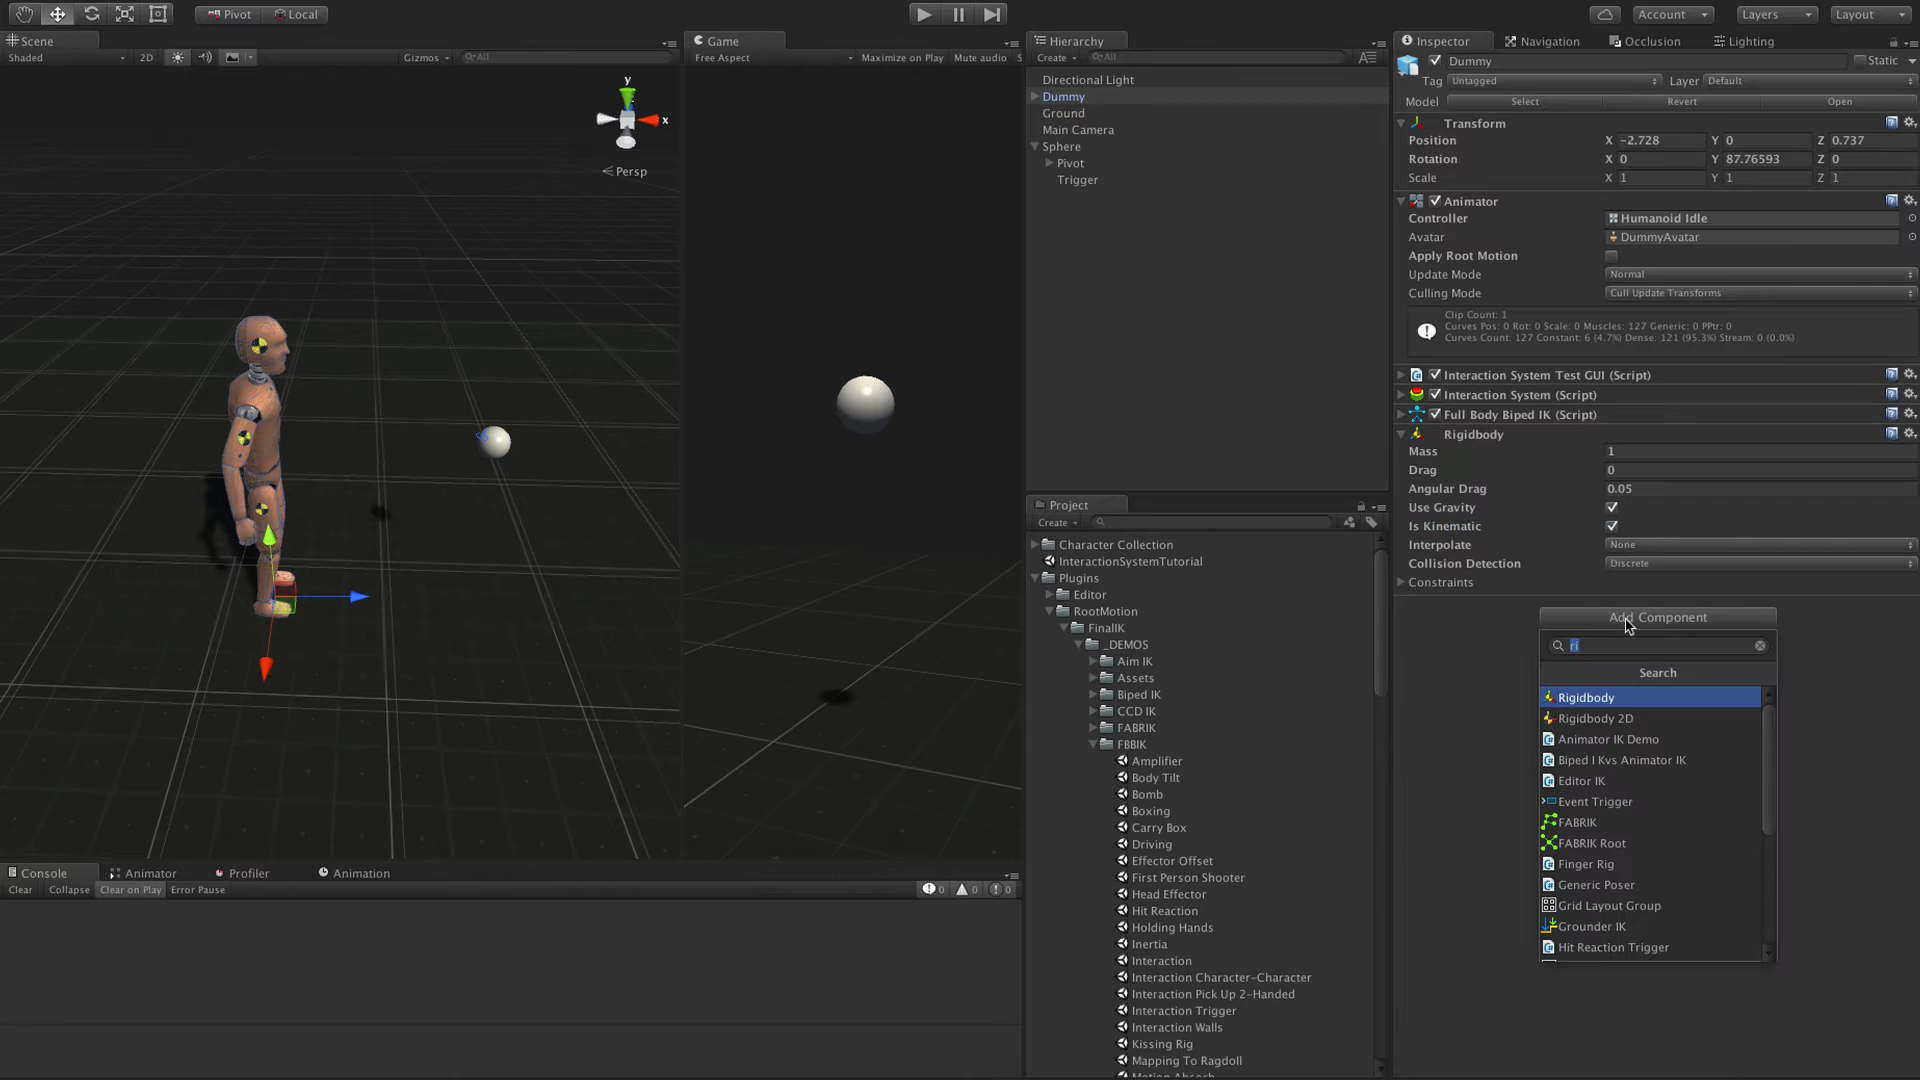 Pivot Local
Account Layers Layout
Scene
Shaded 2D Gizmos All
y
x
Persp
Game
Free Aspect Maximize on Play Mute audio S
Hierarchy
Create All
Directional Light
Dummy
Ground
Main Camera
Sphere
Pivot
Trigger
Project
Create
Character Collection
InteractionSystemTutorial
Plugins
Editor
RootMotion
FinalIK
_DEMOS
Aim IK
Assets
Biped IK
CCD IK
FABRIK
FBBIK
Amplifier
Body Tilt
Bomb
Boxing
Carry Box
Driving
Effector Offset
First Person Shooter
Head Effector
Hit Reaction
Holding Hands
Inertia
Interaction
Interaction Character-Character
Interaction Pick Up 2-Handed
Interaction Trigger
Interaction Walls
Kissing Rig
Mapping To Ragdoll
Motion Absorb
Inspector Navigation Occlusion Lighting
Dummy Static
Tag Untagged Layer Default
Model Select Revert Open
Transform
Position X -2.728 Y 0 Z 0.737
Rotation X 0 Y 87.76593 Z 0
Scale X 1 Y 1 Z 1
Animator
Controller Humanoid Idle
Avatar DummyAvatar
Apply Root Motion
Update Mode Normal
Culling Mode Cull Update Transforms
Clip Count: 1
Curves Pos: 0 Rot: 0 Scale: 0 Muscles: 127 Generic: 0 PPtr: 0
Curves Count: 127 Constant: 6 (4.7%) Dense: 121 (95.3%) Stream: 0 (0.0%)
Interaction System Test GUI (Script)
Interaction System (Script)
Full Body Biped IK (Script)
Rigidbody
Mass 1
Drag 0
Angular Drag 0.05
Use Gravity
Is Kinematic
Interpolate None
Collision Detection Discrete
Constraints
Add Component
ri
Search
Rigidbody
Rigidbody 2D
Animator IK Demo
Biped I Kvs Animator IK
Editor IK
Event Trigger
FABRIK
FABRIK Root
Finger Rig
Generic Poser
Grid Layout Group
Grounder IK
Hit Reaction Trigger
Console Animator Profiler Animation
Clear Collapse Clear on Play Error Pause 0 0 0